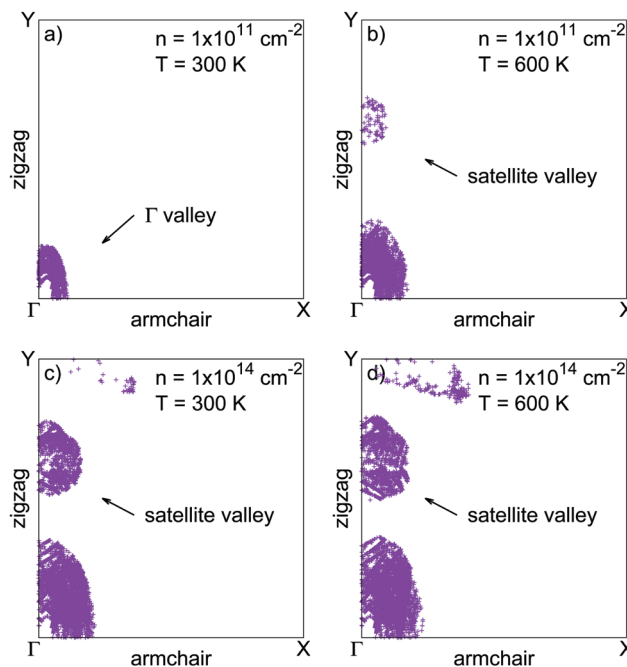 Y
a)
n = 1x10¹¹ cm⁻²
T = 300 K
zigzag
Γ valley
Γ
armchair
X
Y
b)
n = 1x10¹¹ cm⁻²
T = 600 K
zigzag
satellite valley
Γ
armchair
X
Y
c)
n = 1x10¹⁴ cm⁻²
T = 300 K
zigzag
satellite valley
Γ
armchair
X
Y
d)
n = 1x10¹⁴ cm⁻²
T = 600 K
zigzag
satellite valley
Γ
armchair
X